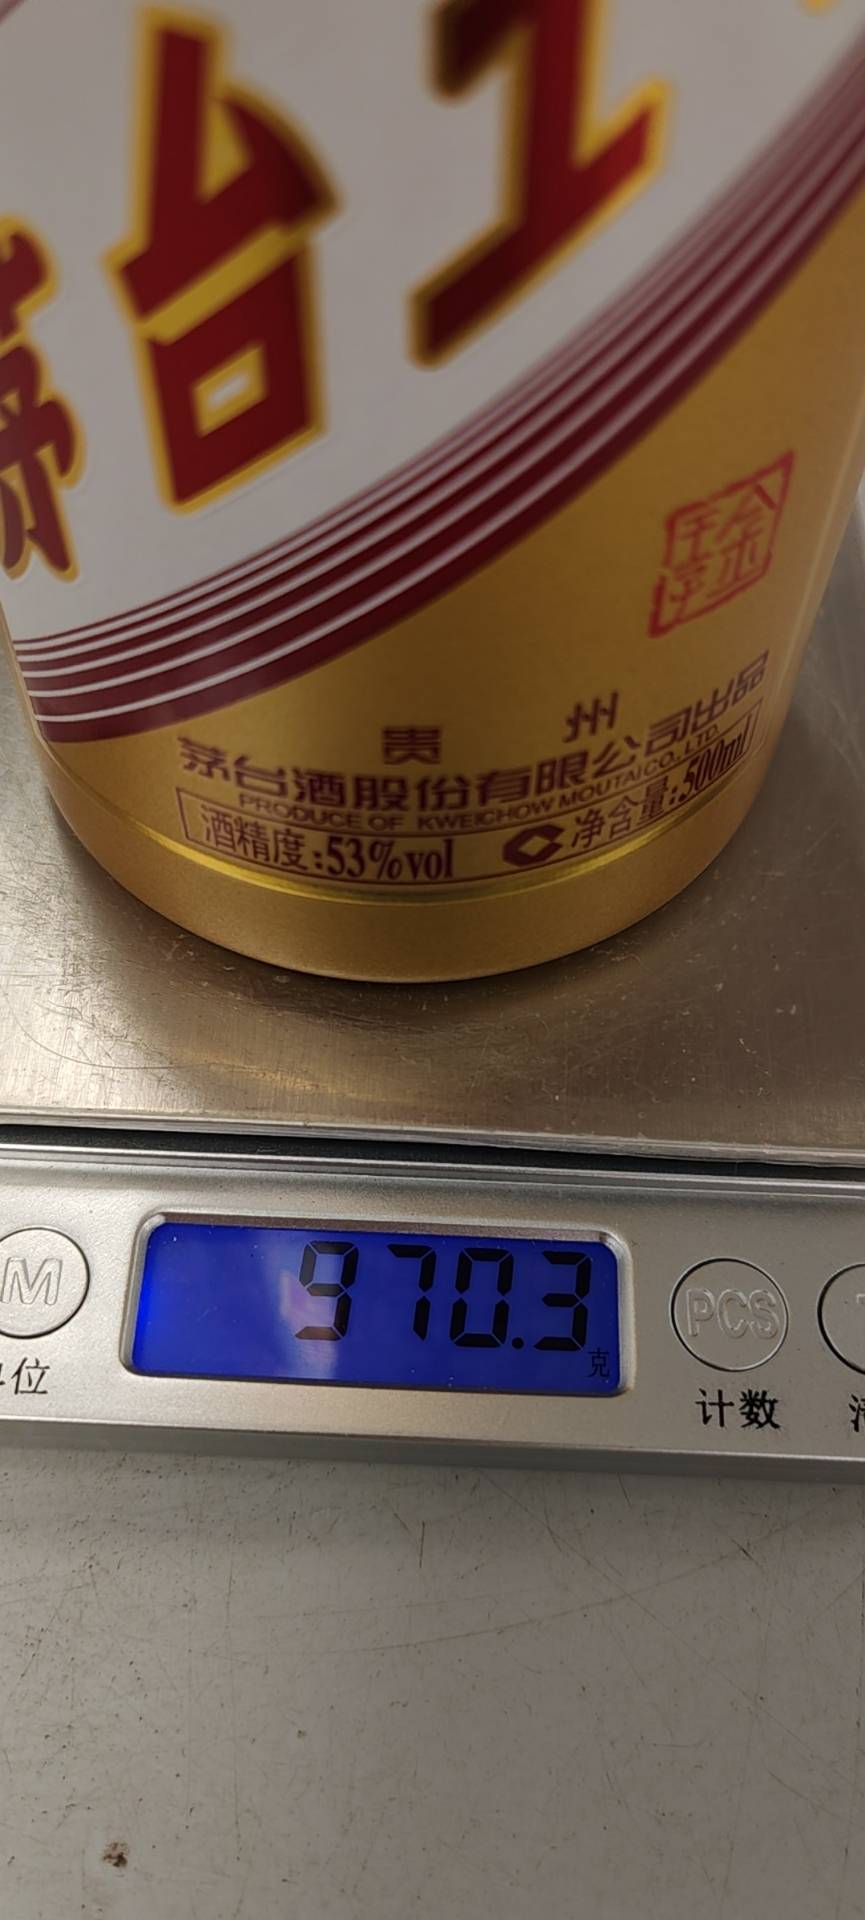 茅台王
贵州
茅台酒股份有限公司出品
PRODUCE OF KWEICHOW MOUTAI CO., LTD.
酒精度:53%vol 净含量:500ml
970.3
克
M
PCS
位
计数